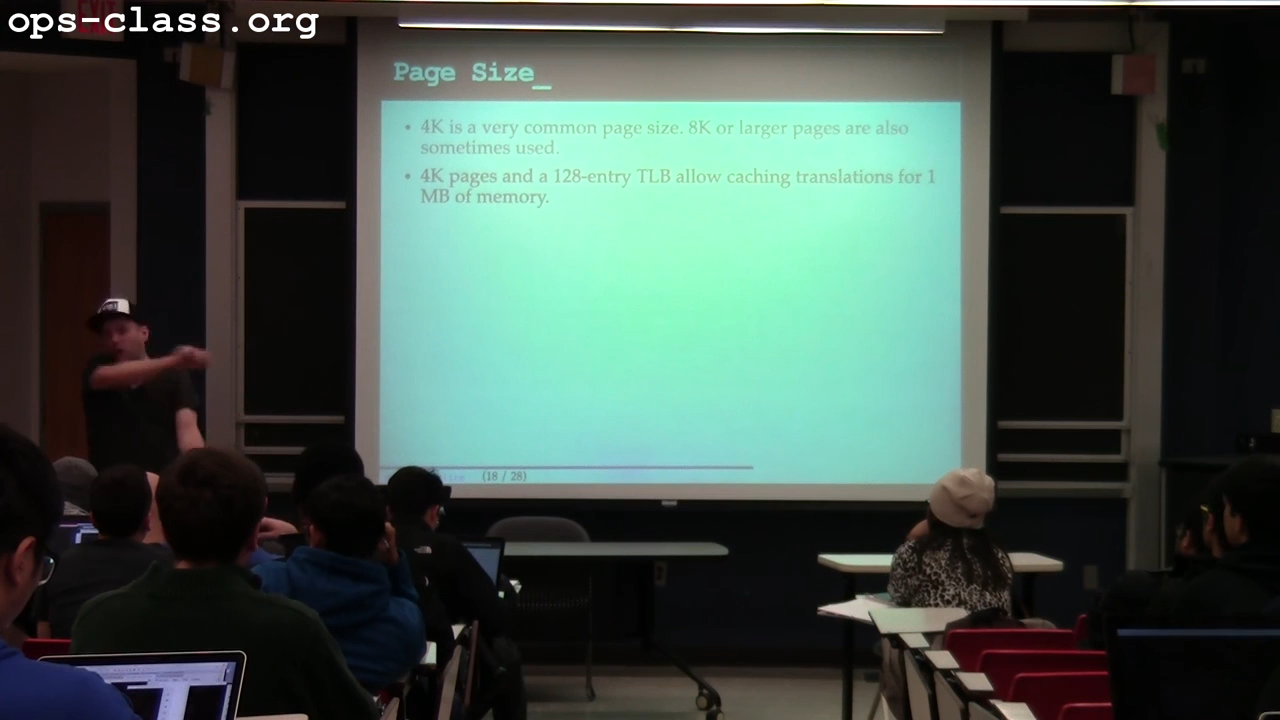 ops-class.org
EXIT
Page Size_
• 4K is a very common page size. 8K or larger pages are also
sometimes used.
• 4K pages and a 128-entry TLB allow caching translations for 1
MB of memory.
(18 / 28)